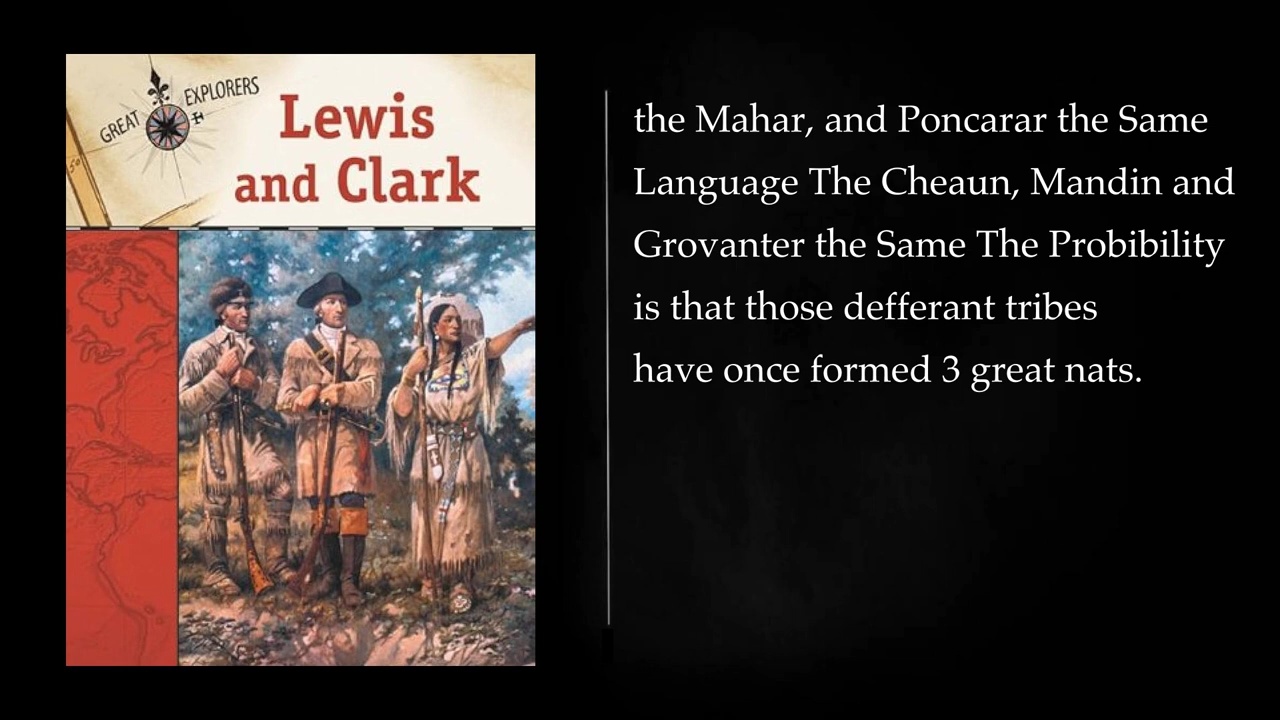 GREAT EXPLORERS
Lewis
and Clark
50
the Mahar, and Poncarar the Same
Language The Cheaun, Mandin and
Grovanter the Same The Probibility
is that those defferant tribes
have once formed 3 great nats.